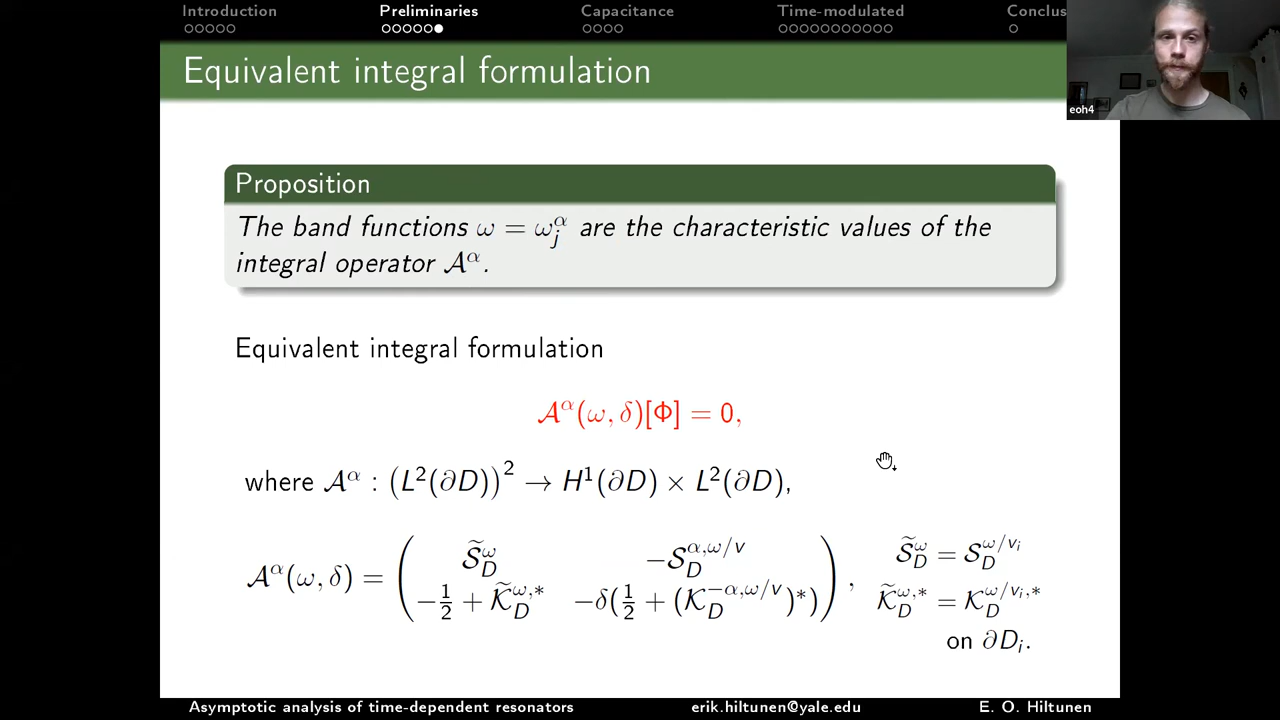 Introduction Preliminaries Capacitance Time-modulated Conclus
eoh4
Equivalent integral formulation
Proposition
The band functions ω = ω_j^α are the characteristic values of the
integral operator 𝒜^α.
Equivalent integral formulation
𝒜^α(ω, δ)[Φ] = 0,
where 𝒜^α : (L²(∂D))² → H¹(∂D) × L²(∂D),
𝒜^α(ω, δ) = ( S̃_D^ω −S_D^{α,ω/v} ; −1/2 + K̃_D^{ω,*} −δ(1/2 + (K_D^{−α,ω/v})*) ),
S̃_D^ω = S_D^{ω/v_i}
K̃_D^{ω,*} = K_D^{ω/v_i,*}
on ∂D_i.
Asymptotic analysis of time-dependent resonators erik.hiltunen@yale.edu E. O. Hiltunen